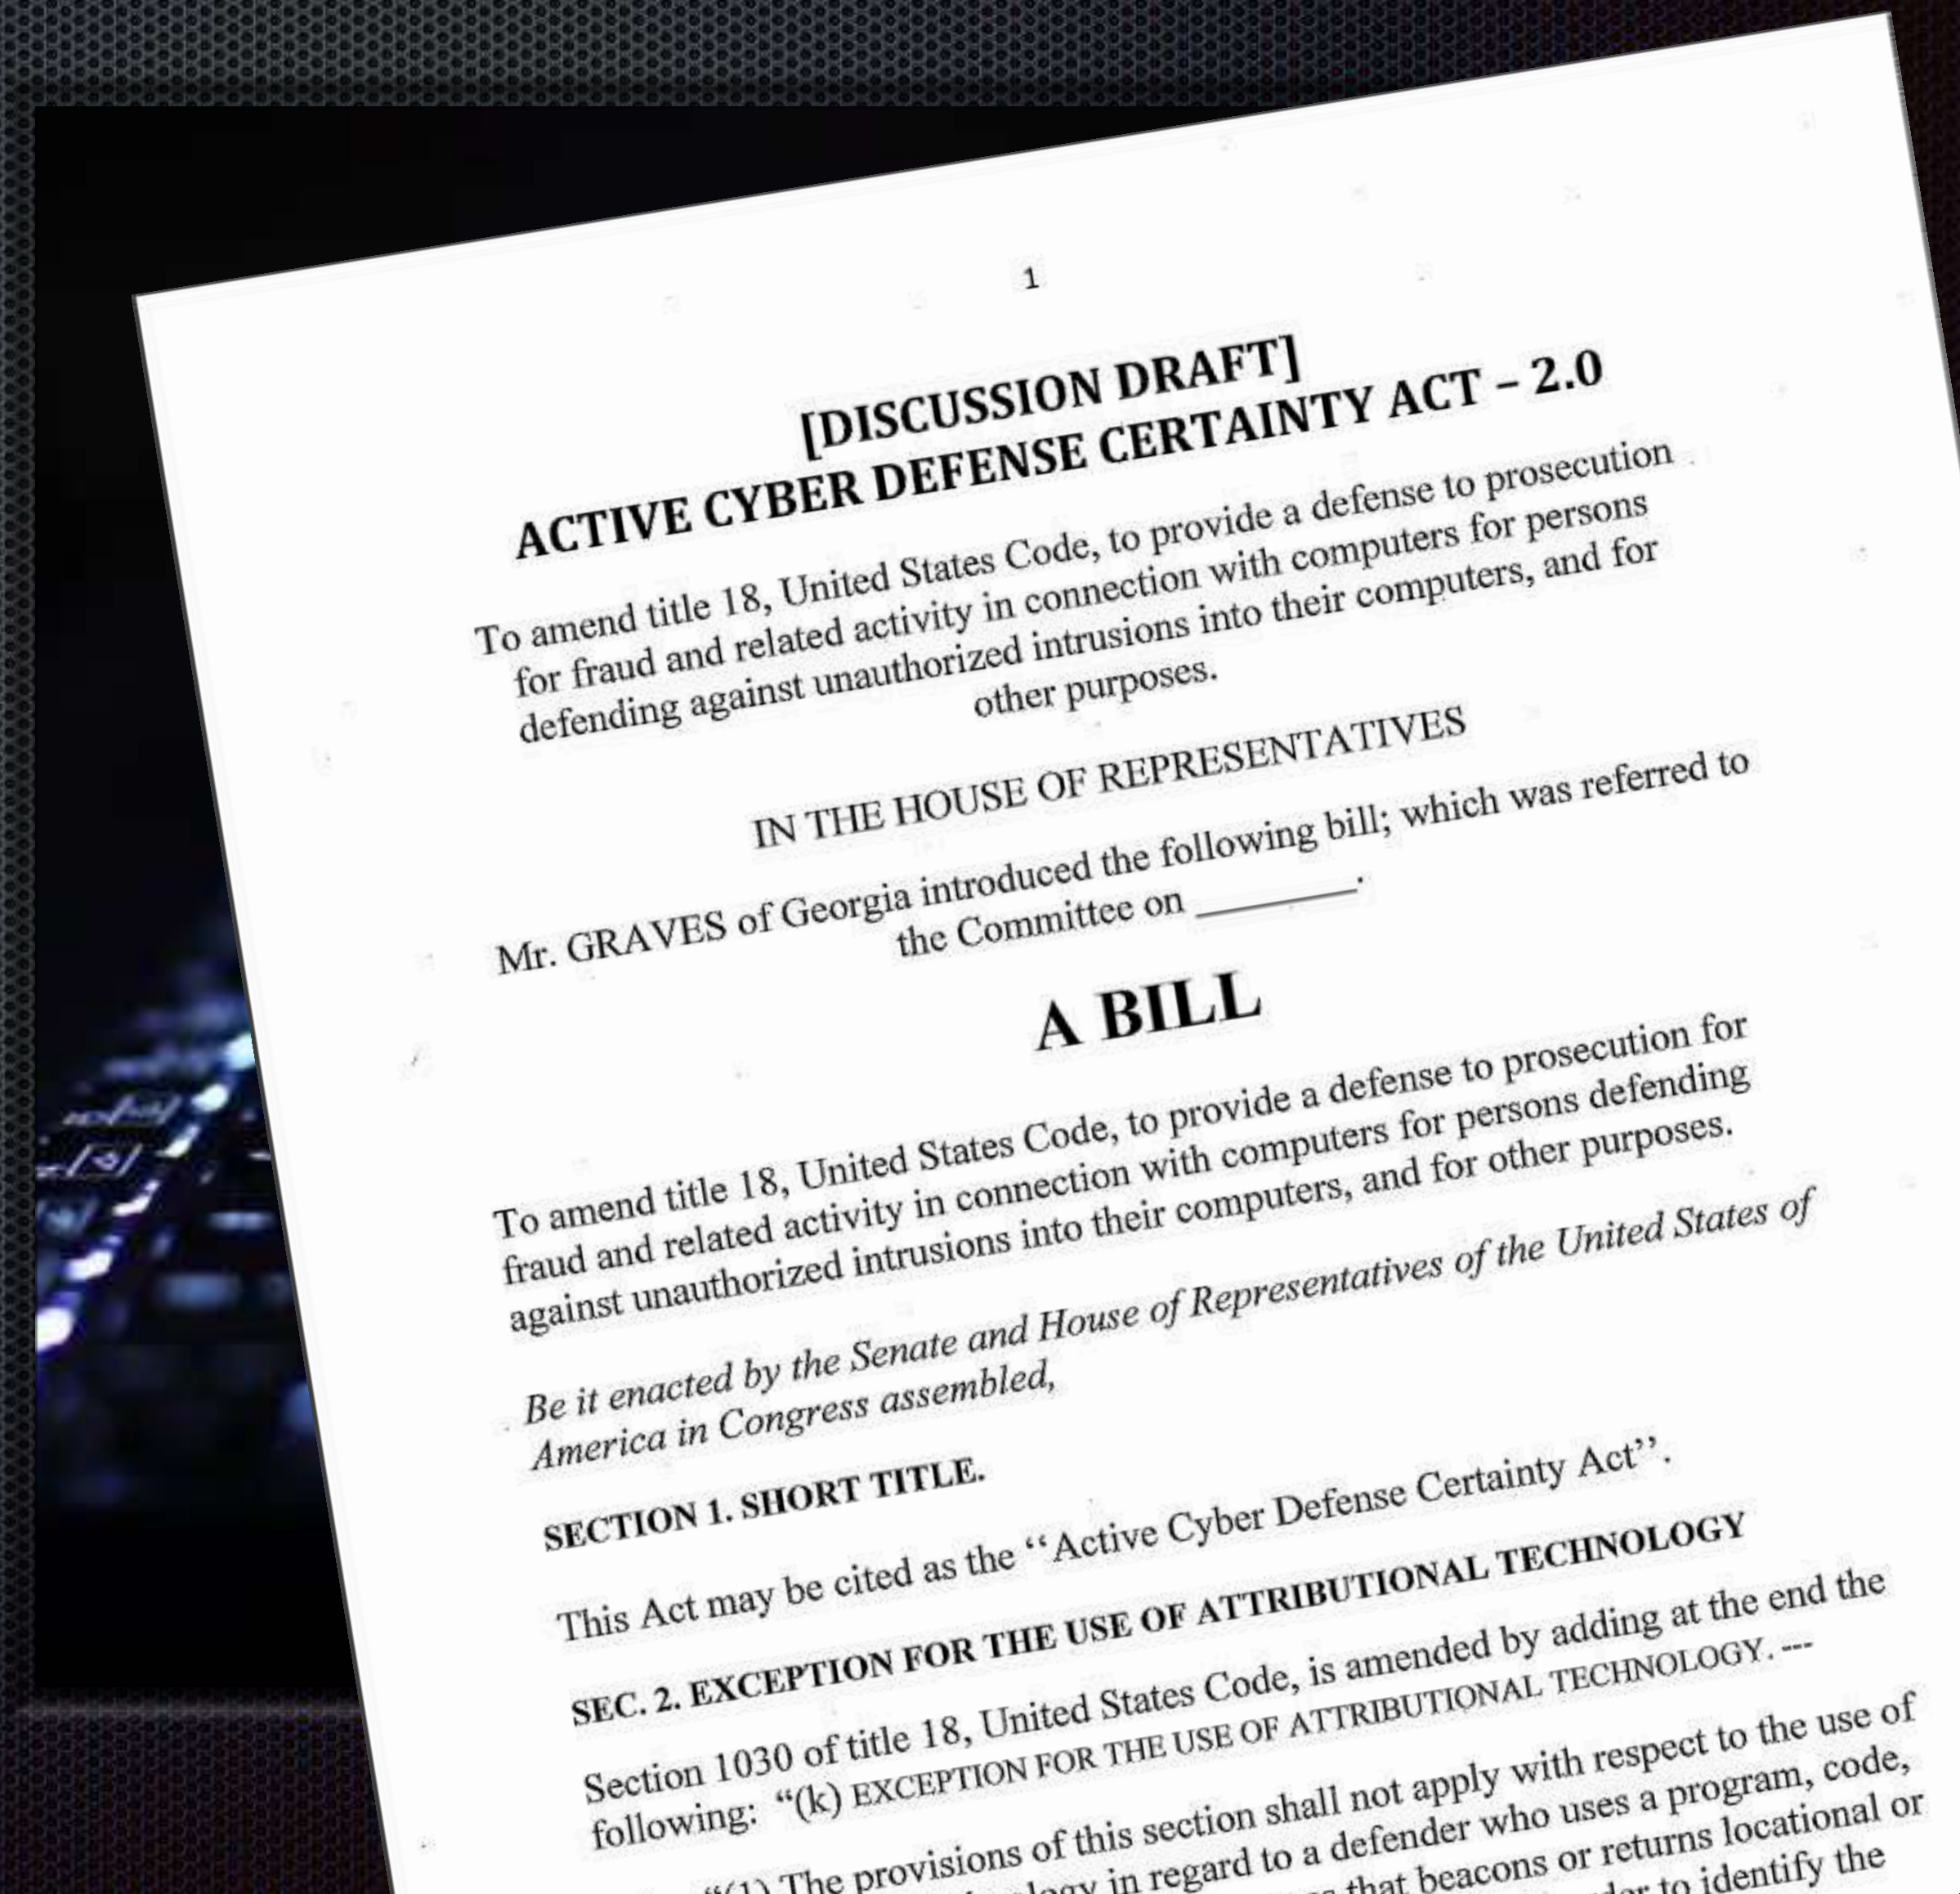 1
[DISCUSSION DRAFT]
ACTIVE CYBER DEFENSE CERTAINTY ACT – 2.0
To amend title 18, United States Code, to provide a defense to prosecution
for fraud and related activity in connection with computers for persons
defending against unauthorized intrusions into their computers, and for
other purposes.
IN THE HOUSE OF REPRESENTATIVES
Mr. GRAVES of Georgia introduced the following bill; which was referred to
the Committee on ________.
A BILL
To amend title 18, United States Code, to provide a defense to prosecution for
fraud and related activity in connection with computers for persons defending
against unauthorized intrusions into their computers, and for other purposes.
Be it enacted by the Senate and House of Representatives of the United States of
America in Congress assembled,
SECTION 1. SHORT TITLE.
This Act may be cited as the ‘‘Active Cyber Defense Certainty Act’’.
SEC. 2. EXCEPTION FOR THE USE OF ATTRIBUTIONAL TECHNOLOGY
Section 1030 of title 18, United States Code, is amended by adding at the end the
following: “(k) EXCEPTION FOR THE USE OF ATTRIBUTIONAL TECHNOLOGY. ---
“(1) The provisions of this section shall not apply with respect to the use of
in regard to a defender who uses a program, code,
that beacons or returns locational or
to identify the